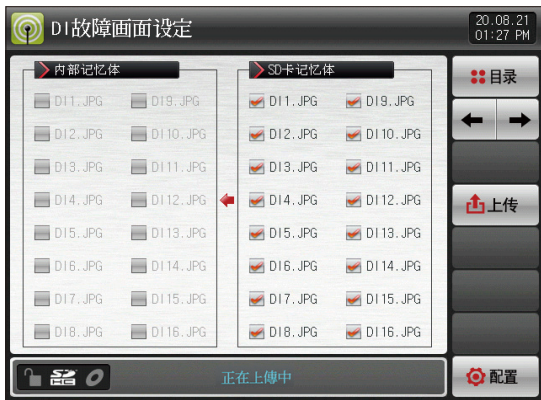 DI故障画面设定
20.08.21
01:27 PM
内部记忆体
DI1.JPG DI9.JPG
DI2.JPG DI10.JPG
DI3.JPG DI11.JPG
DI4.JPG DI12.JPG
DI5.JPG DI13.JPG
DI6.JPG DI14.JPG
DI7.JPG DI15.JPG
DI8.JPG DI16.JPG
SD卡记忆体
DI1.JPG DI9.JPG
DI2.JPG DI10.JPG
DI3.JPG DI11.JPG
DI4.JPG DI12.JPG
DI5.JPG DI13.JPG
DI6.JPG DI14.JPG
DI7.JPG DI15.JPG
DI8.JPG DI16.JPG
目录
上传
配置
SD
HC
正在上傳中